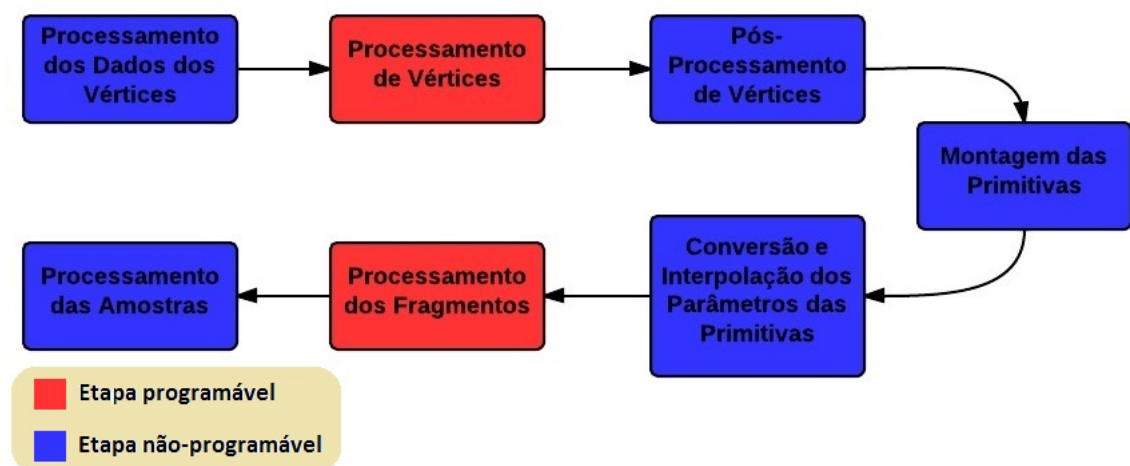 Processamento
dos Dados dos
Vértices
Processamento
de Vértices
Pós-
Processamento
de Vértices
Montagem das
Primitivas
Conversão e
Interpolação dos
Parâmetros das
Primitivas
Processamento
dos Fragmentos
Processamento
das Amostras
Etapa programável
Etapa não-programável